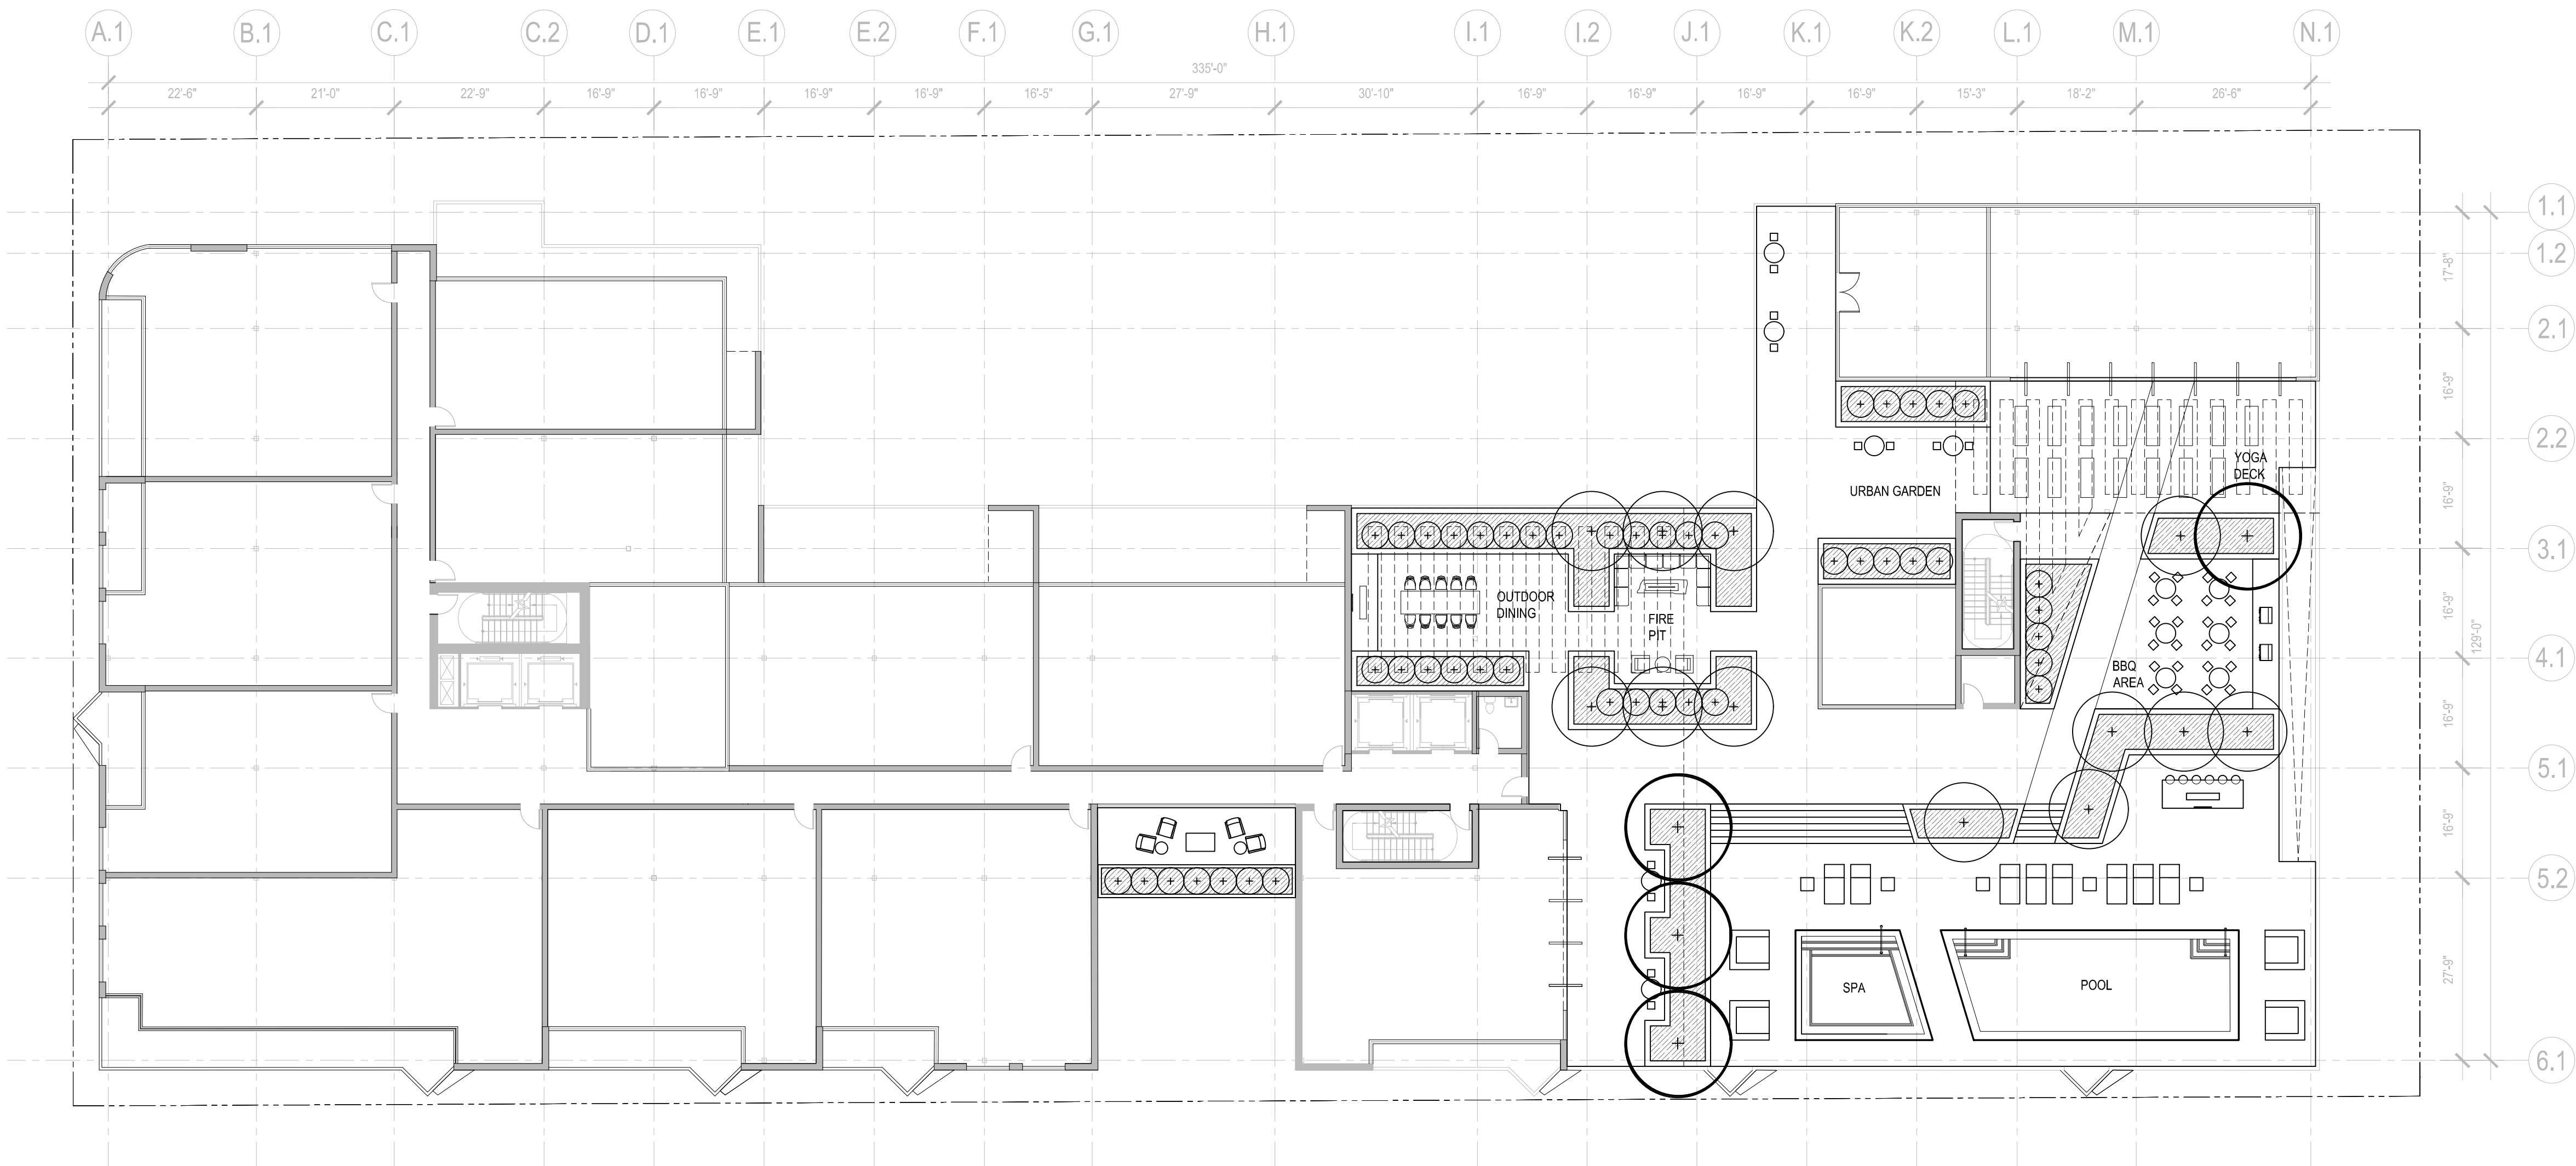 A.1 B.1 C.1 C.2 D.1 E.1 E.2 F.1 G.1 H.1 I.1 I.2 J.1 K.1 K.2 L.1 M.1 N.1
335'-0"
22'-6" 21'-0" 22'-9" 16'-9" 16'-9" 16'-9" 16'-9" 16'-5" 27'-9" 30'-10" 16'-9" 16'-9" 16'-9" 16'-9" 15'-3" 18'-2" 26'-6"
1.1
1.2
17'-8"
2.1
16'-9"
2.2
YOGA
DECK
URBAN GARDEN
16'-9"
3.1
OUTDOOR
DINING
16'-9"
FIRE
PIT
129'-0"
4.1
BBQ
AREA
16'-9"
5.1
16'-9"
5.2
27'-9"
SPA
POOL
6.1